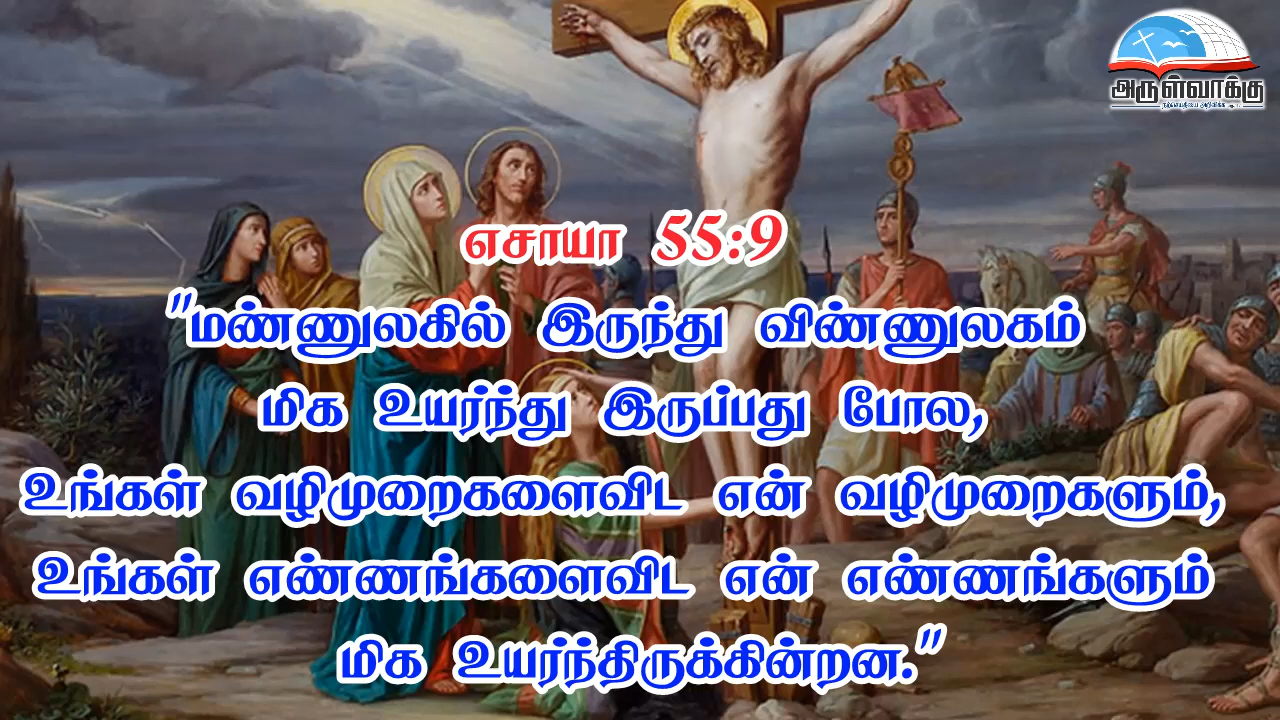 அருள்வாக்கு
எசாயா 55:9
"மண்ணுலகில் இருந்து விண்ணுலகம்
மிக உயர்ந்து இருப்பது போல,
உங்கள் வழிமுறைகளைவிட என் வழிமுறைகளும்,
உங்கள் எண்ணங்களைவிட என் எண்ணங்களும்
மிக உயர்ந்திருக்கின்றன."